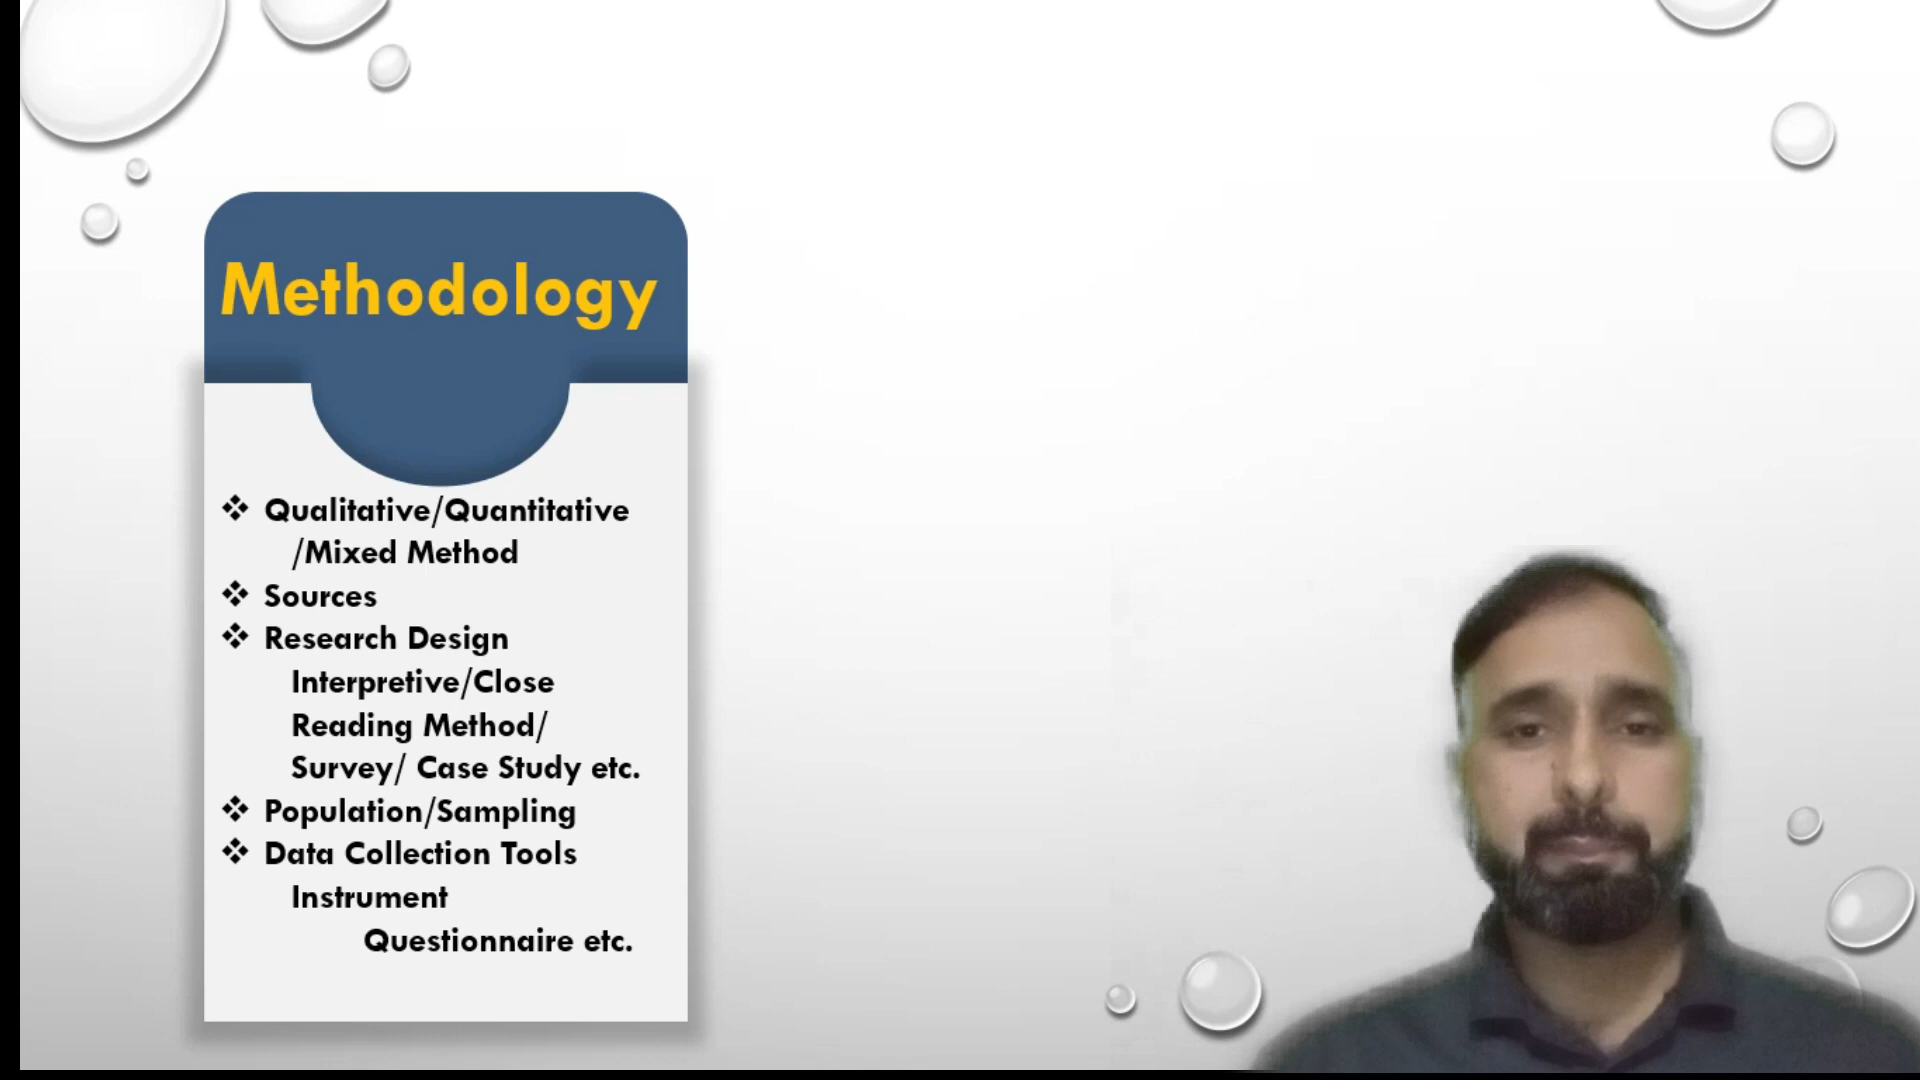 Methodology
❖ Qualitative/Quantitative
/Mixed Method
❖ Sources
❖ Research Design
Interpretive/Close
Reading Method/
Survey/ Case Study etc.
❖ Population/Sampling
❖ Data Collection Tools
Instrument
Questionnaire etc.